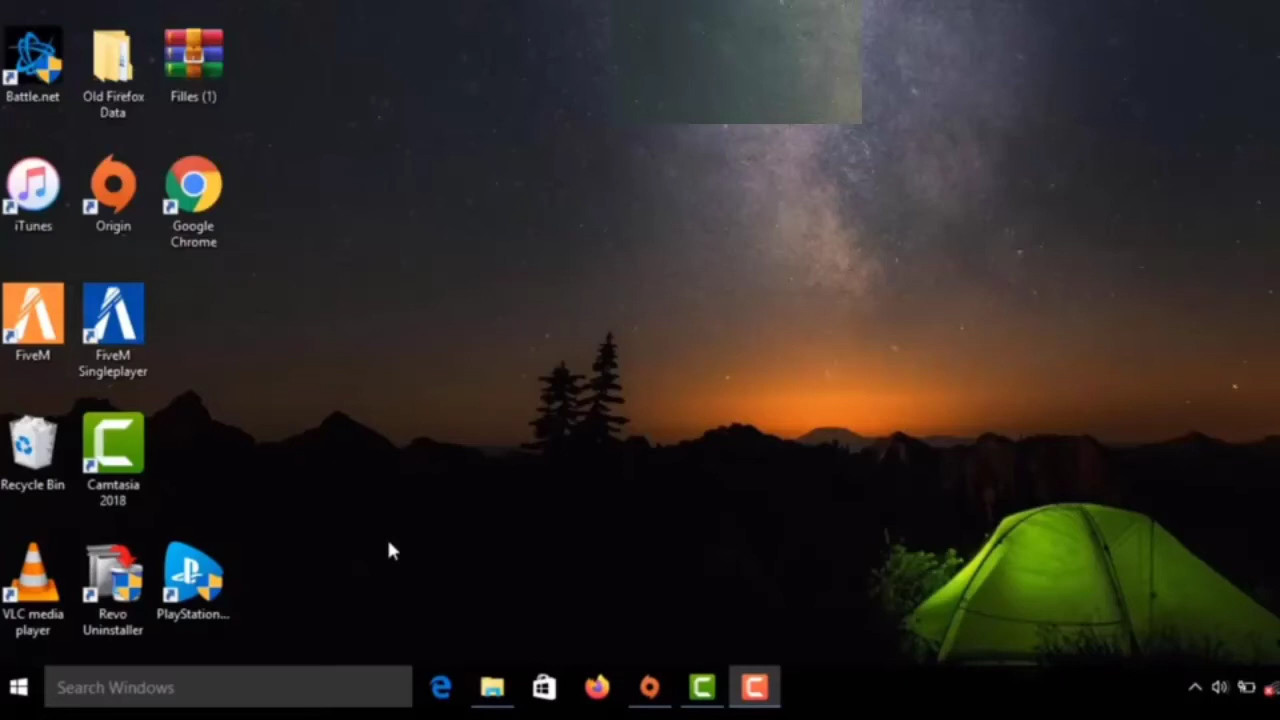 Battle.net
Old Firefox
Data
Filles (1)
iTunes
Origin
Google
Chrome
FiveM
FiveM
Singleplayer
Recycle Bin
Camtasia
2018
VLC media
player
Revo
Uninstaller
PlayStation...
Search Windows